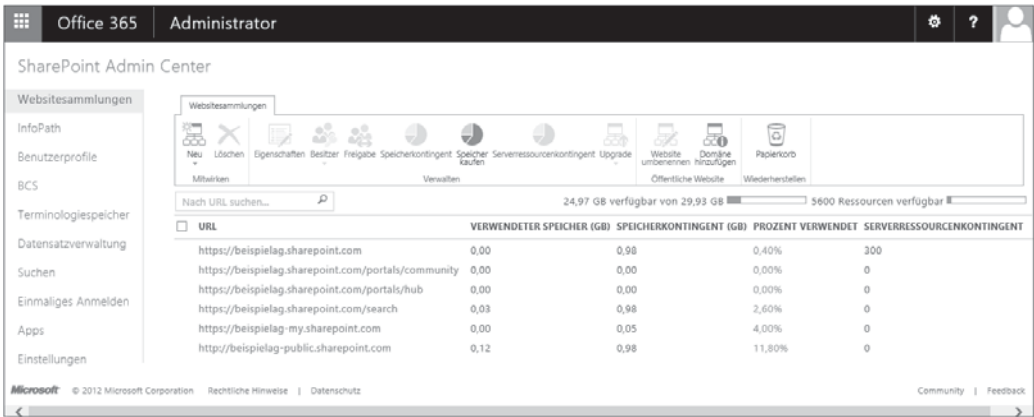 Office 365 Administrator ?
SharePoint Admin Center
Websitesammlungen
InfoPath
Benutzerprofile
BCS
Terminologiespeicher
Datensatzverwaltung
Suchen
Einmaliges Anmelden
Apps
Einstellungen
Websitesammlungen
Neu Löschen Eigenschaften Besitzer Freigabe Speicherkontingent Speicher kaufen Serverressourcenkontingent Upgrade Website umbenennen Domäne hinzufügen Papierkorb
Mitwirken Verwalten Öffentliche Website Wiederherstellen
Nach URL suchen... 24,97 GB verfügbar von 29,93 GB 5600 Ressourcen verfügbar
URL VERWENDETER SPEICHER (GB) SPEICHERKONTINGENT (GB) PROZENT VERWENDET SERVERRESSOURCENKONTINGENT
https://beispielag.sharepoint.com 0,00 0,98 0,40% 300
https://beispielag.sharepoint.com/portals/community 0,00 0,00 0,00% 0
https://beispielag.sharepoint.com/portals/hub 0,00 0,00 0,00% 0
https://beispielag.sharepoint.com/search 0,03 0,98 2,60% 0
https://beispielag-my.sharepoint.com 0,00 0,05 4,00% 0
http://beispielag-public.sharepoint.com 0,12 0,98 11,80% 0
Microsoft © 2012 Microsoft Corporation Rechtliche Hinweise | Datenschutz Community | Feedback